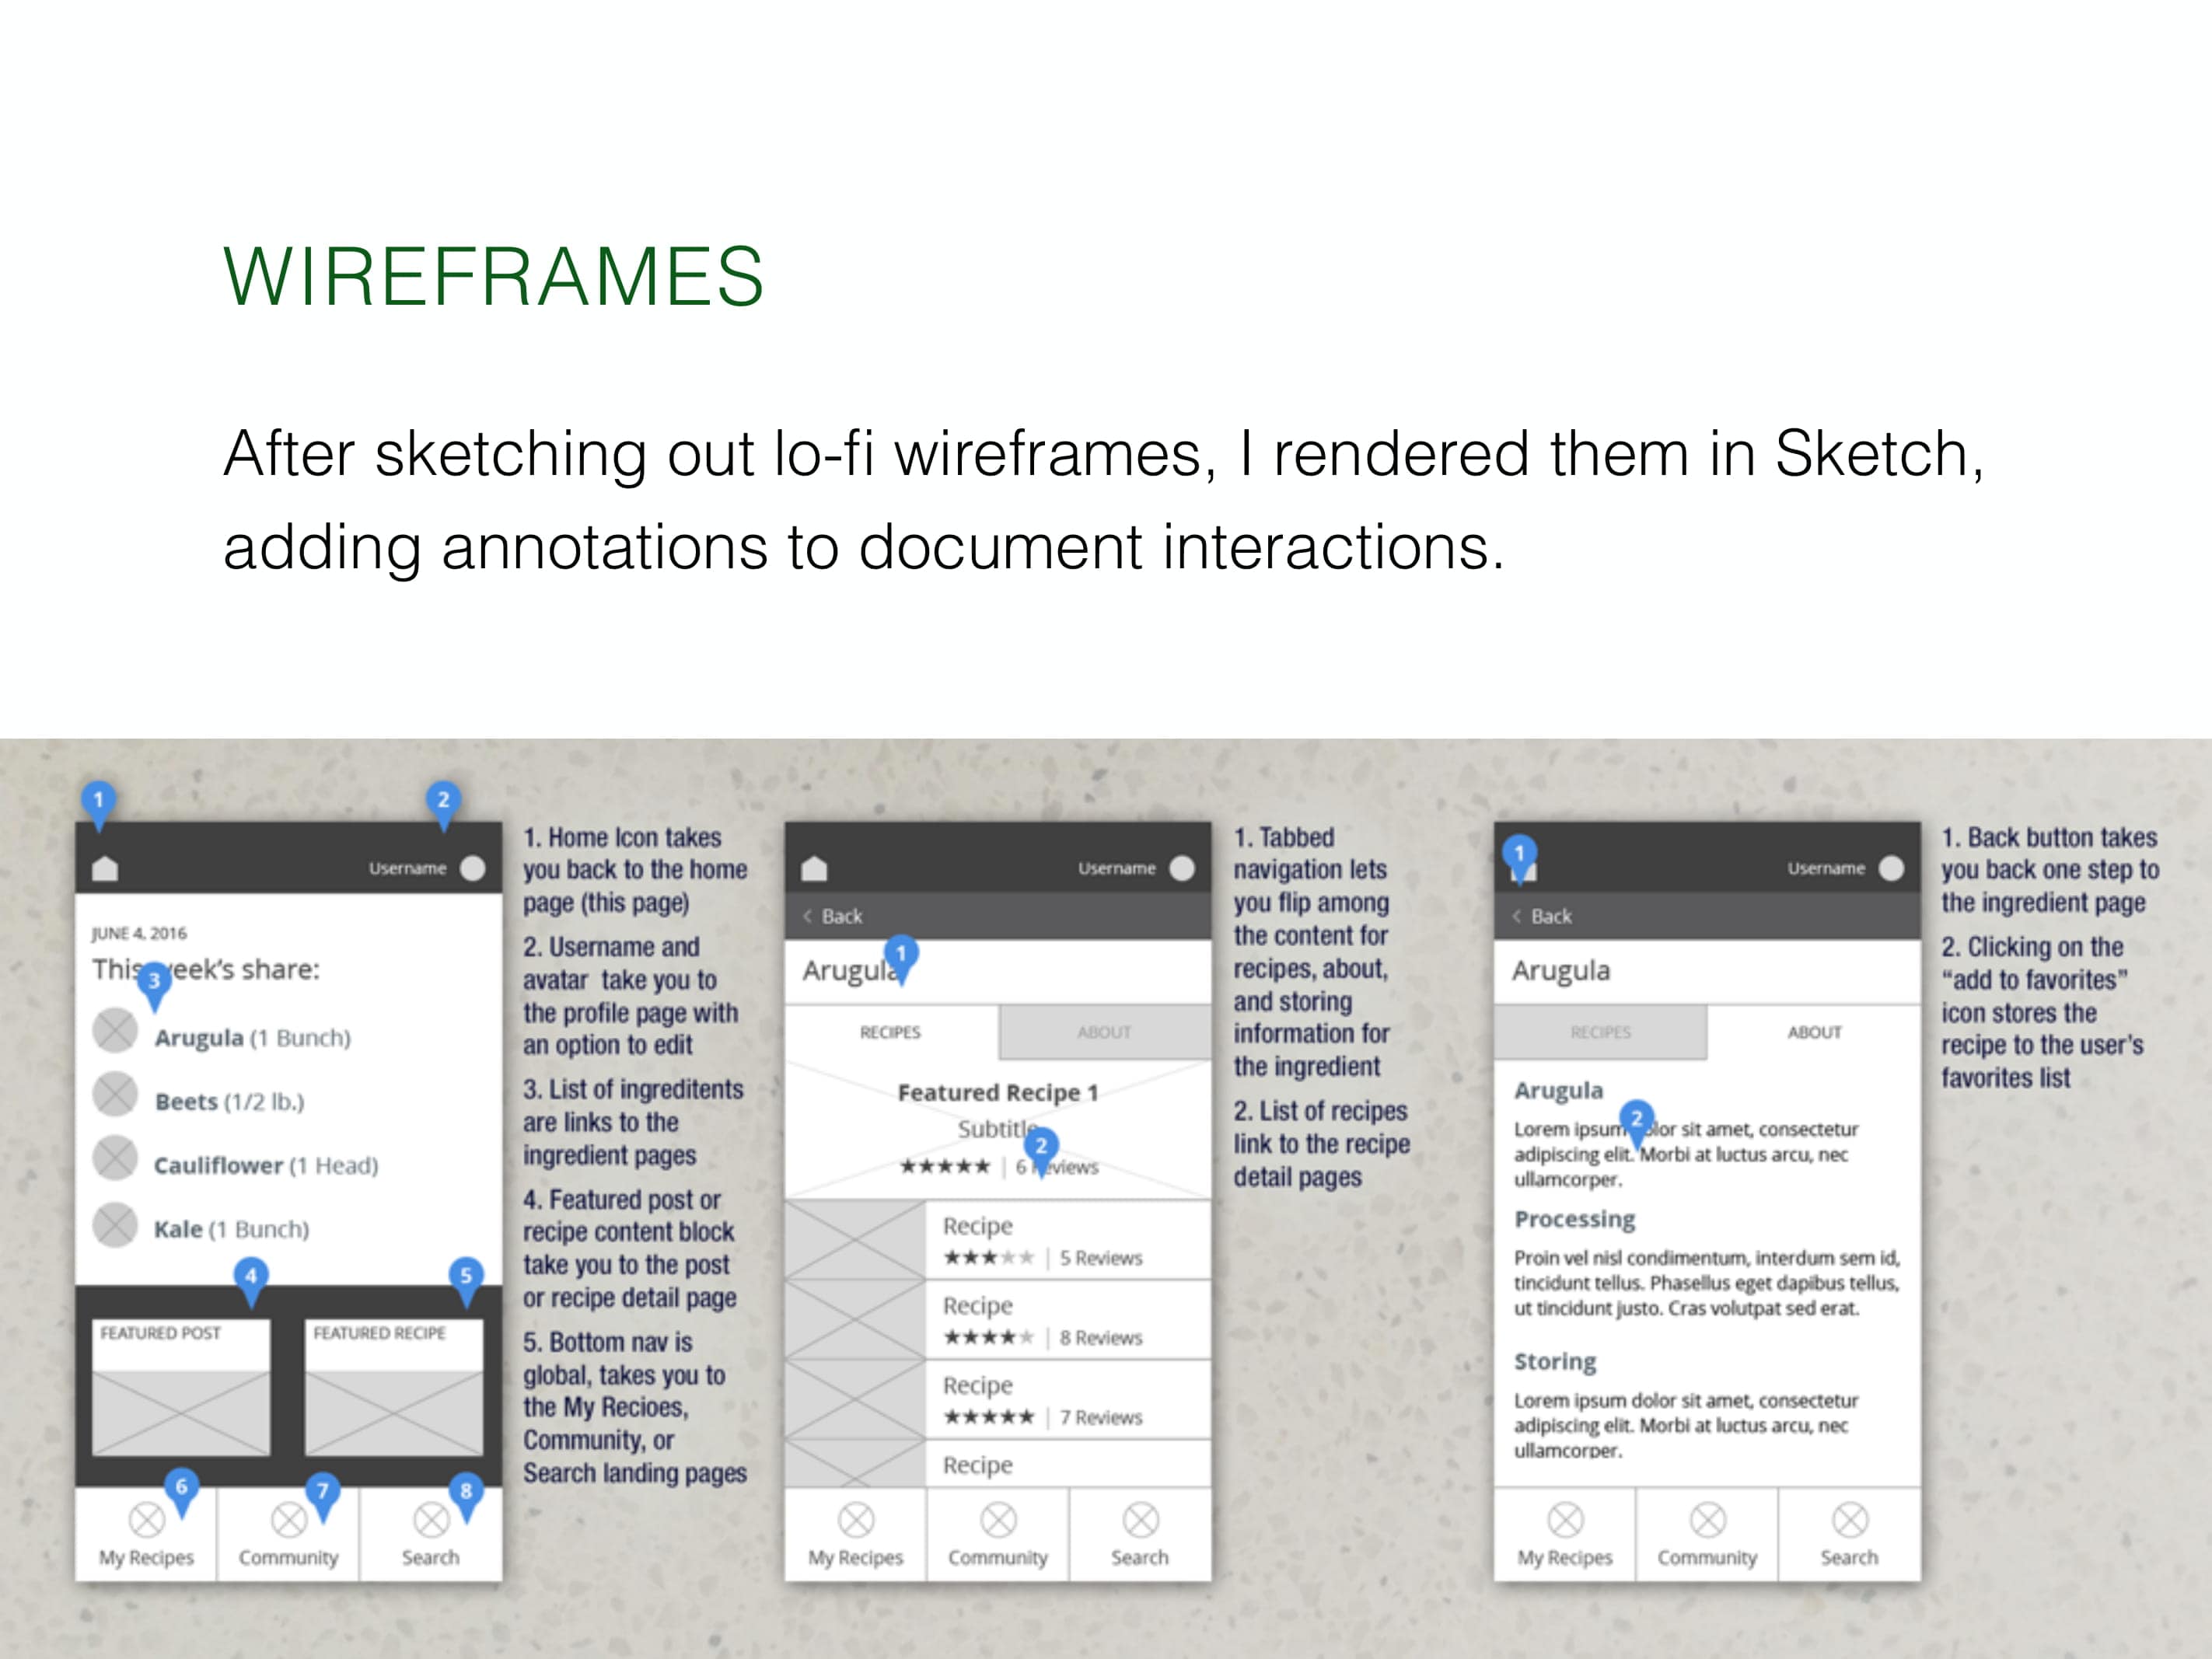 WIREFRAMES
After sketching out lo-fi wireframes, I rendered them in Sketch,
adding annotations to document interactions.
1
2
Username
JUNE 4, 2016
This week's share:
3
Arugula (1 Bunch)
Beets (1/2 lb.)
Cauliflower (1 Head)
Kale (1 Bunch)
4
5
FEATURED POST
FEATURED RECIPE
6
7
8
My Recipes
Community
Search
1. Home Icon takes
you back to the home
page (this page)
2. Username and
avatar take you to
the profile page with
an option to edit
3. List of ingreditents
are links to the
ingredient pages
4. Featured post or
recipe content block
take you to the post
or recipe detail page
5. Bottom nav is
global, takes you to
the My Recioes,
Community, or
Search landing pages
Username
< Back
1
Arugula
RECIPES
ABOUT
Featured Recipe 1
Subtitle
2
★★★★★ | 6 Reviews
Recipe
★★★★★ | 5 Reviews
Recipe
★★★★★ | 8 Reviews
Recipe
★★★★★ | 7 Reviews
Recipe
My Recipes
Community
Search
1. Tabbed
navigation lets
you flip among
the content for
recipes, about,
and storing
information for
the ingredient
2. List of recipes
link to the recipe
detail pages
1
Username
< Back
Arugula
RECIPES
ABOUT
Arugula
2
Lorem ipsum dolor sit amet, consectetur
adipiscing elit. Morbi at luctus arcu, nec
ullamcorper.
Processing
Proin vel nisl condimentum, interdum sem id,
tincidunt tellus. Phasellus eget dapibus tellus,
ut tincidunt justo. Cras volutpat sed erat.
Storing
Lorem ipsum dolor sit amet, consectetur
adipiscing elit. Morbi at luctus arcu, nec
ullamcorper.
My Recipes
Community
Search
1. Back button takes
you back one step to
the ingredient page
2. Clicking on the
“add to favorites”
icon stores the
recipe to the user's
favorites list